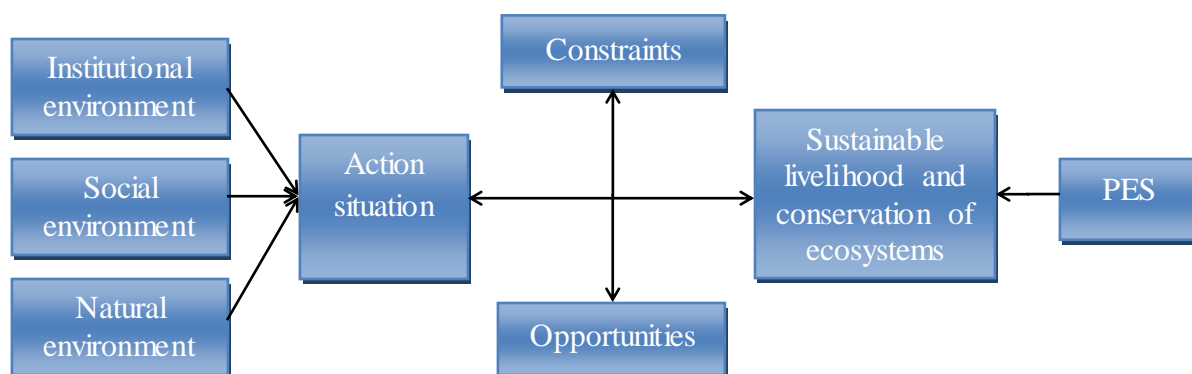 Institutional
environment
Social
environment
Natural
environment
Action
situation
Constraints
Opportunities
Sustainable
livelihood and
conservation of
ecosystems
PES